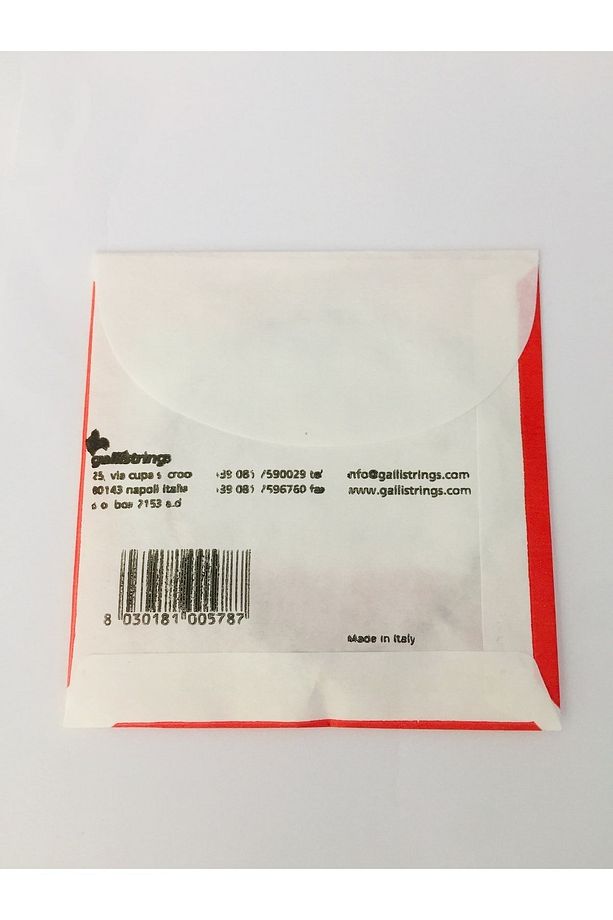 gallistrings
25, via cupa s. croce +39 081 7590029 tel info@gallistrings.com
80143 napoli italia +39 081 7596760 fax www.gallistrings.com
p.o. box 2153 a.d.
8 030181 005787
Made in Italy